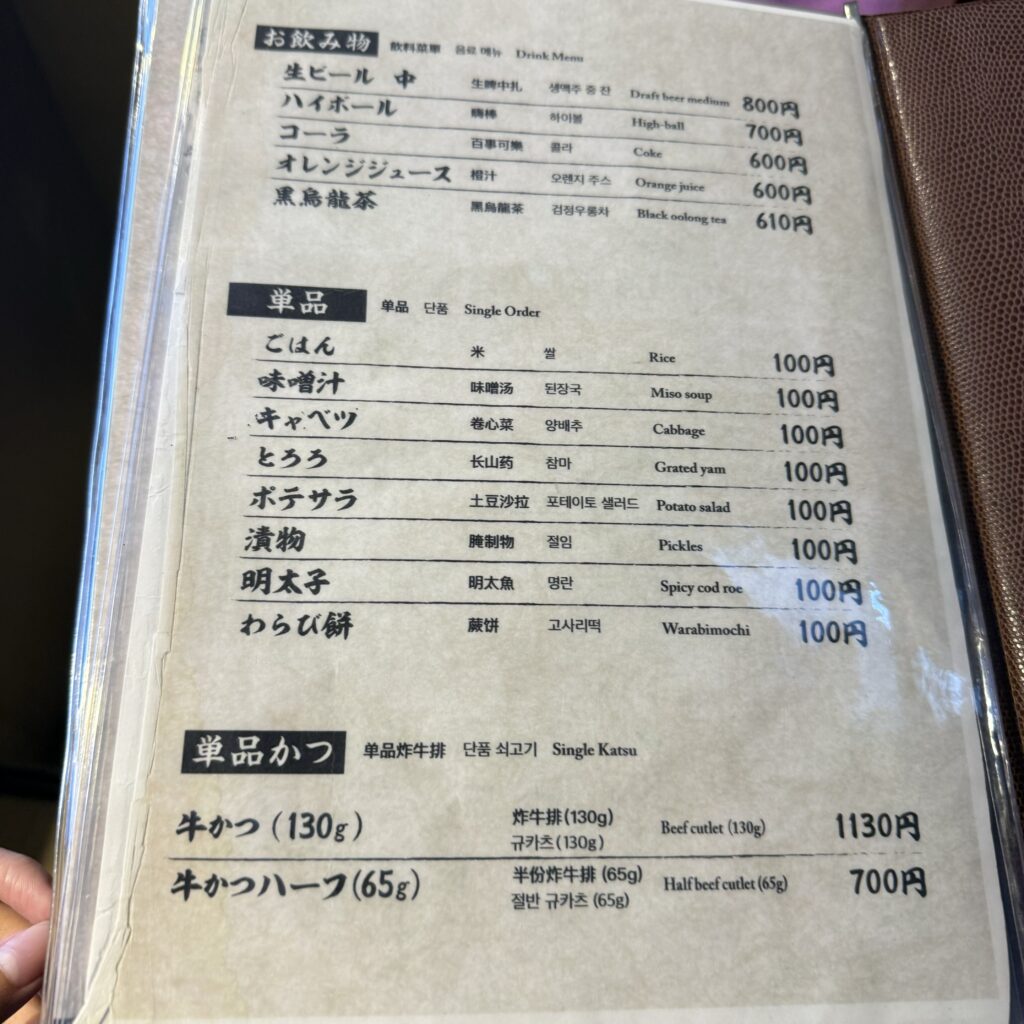 お飲み物 飲料菜單 음료 메뉴 Drink Menu
生ビール 中 生啤中扎 생맥주 중 잔 Draft beer medium 800円
ハイボール 嗨棒 하이볼 High-ball 700円
コーラ 百事可樂 콜라 Coke 600円
オレンジジュース 橙汁 오렌지 주스 Orange juice 600円
黒烏龍茶 黑烏龍茶 검정우롱차 Black oolong tea 610円
単品 单品 단품 Single Order
ごはん 米 쌀 Rice 100円
味噌汁 味噌汤 된장국 Miso soup 100円
キャベツ 卷心菜 양배추 Cabbage 100円
とろろ 长山药 참마 Grated yam 100円
ポテサラ 土豆沙拉 포테이토 샐러드 Potato salad 100円
漬物 腌制物 절임 Pickles 100円
明太子 明太魚 명란 Spicy cod roe 100円
わらび餅 蕨饼 고사리떡 Warabimochi 100円
単品かつ 单品炸牛排 단품 쇠고기 Single Katsu
牛かつ (130g) 炸牛排(130g) 규카츠(130g) Beef cutlet (130g) 1130円
牛かつハーフ(65g) 半份炸牛排 (65g) 절반 규카츠 (65g) Half beef cutlet (65g) 700円